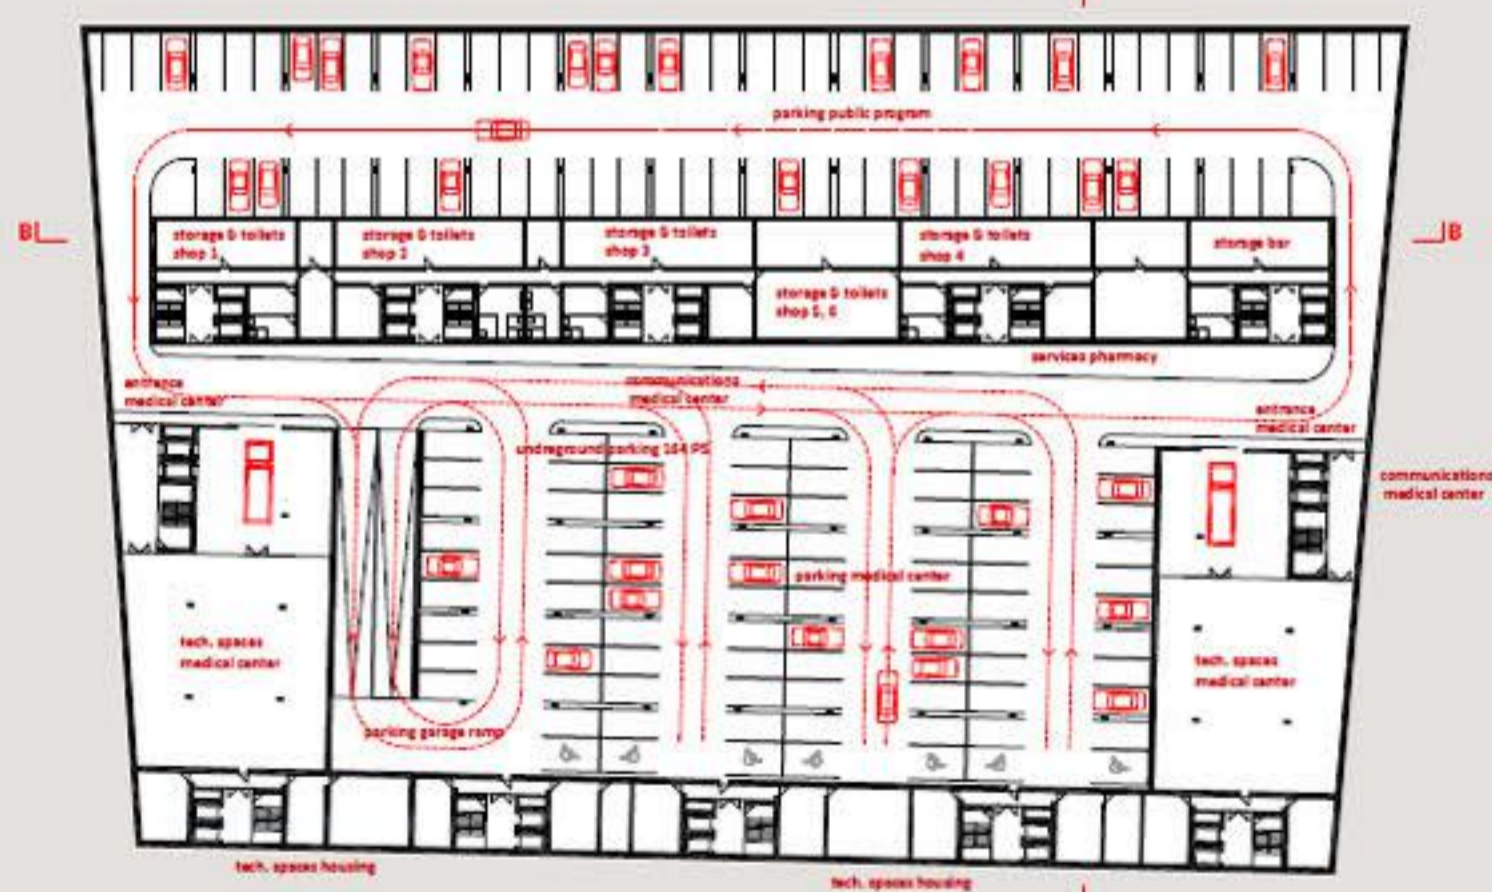 parking public program
B
B
storage & toilets
shop 1
storage & toilets
shop 2
storage & toilets
shop 3
storage & toilets
shop 4
storage bar
storage & toilets
shop 5, 6
services pharmacy
entrance
medical center
communications
medical center
entrance
medical center
undreground parking 164 PS
communications
medical center
parking medical center
tech. spaces
medical center
tech. spaces
medical center
parking garage ramp
tech. spaces housing
tech. spaces housing